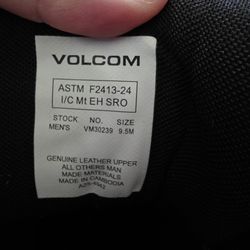 VOLCOM
ASTM F2413-24
I/C Mt EH SRO
STOCK NO. SIZE
MEN'S VM30239 9.5M
GENUINE LEATHER UPPER
ALL OTHERS MAN
MADE MATERIALS
MADE IN CAMBODIA